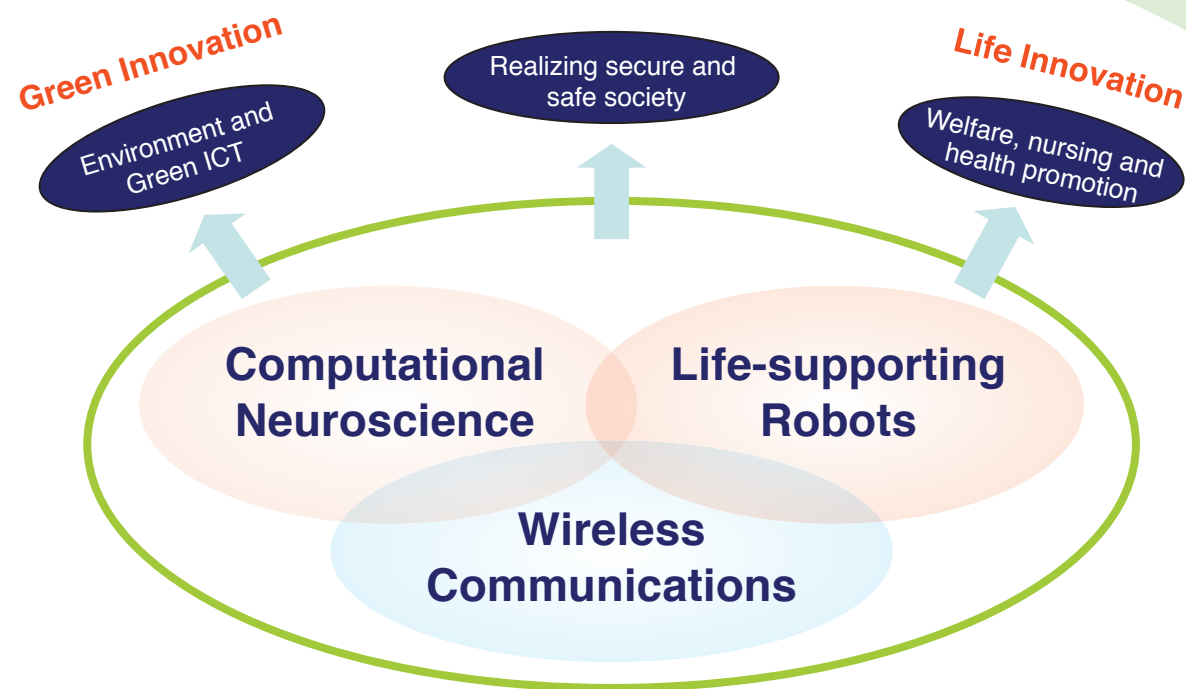 Green Innovation
Environment and
Green ICT
Realizing secure and
safe society
Life Innovation
Welfare, nursing and
health promotion
Computational
Neuroscience
Life-supporting
Robots
Wireless
Communications